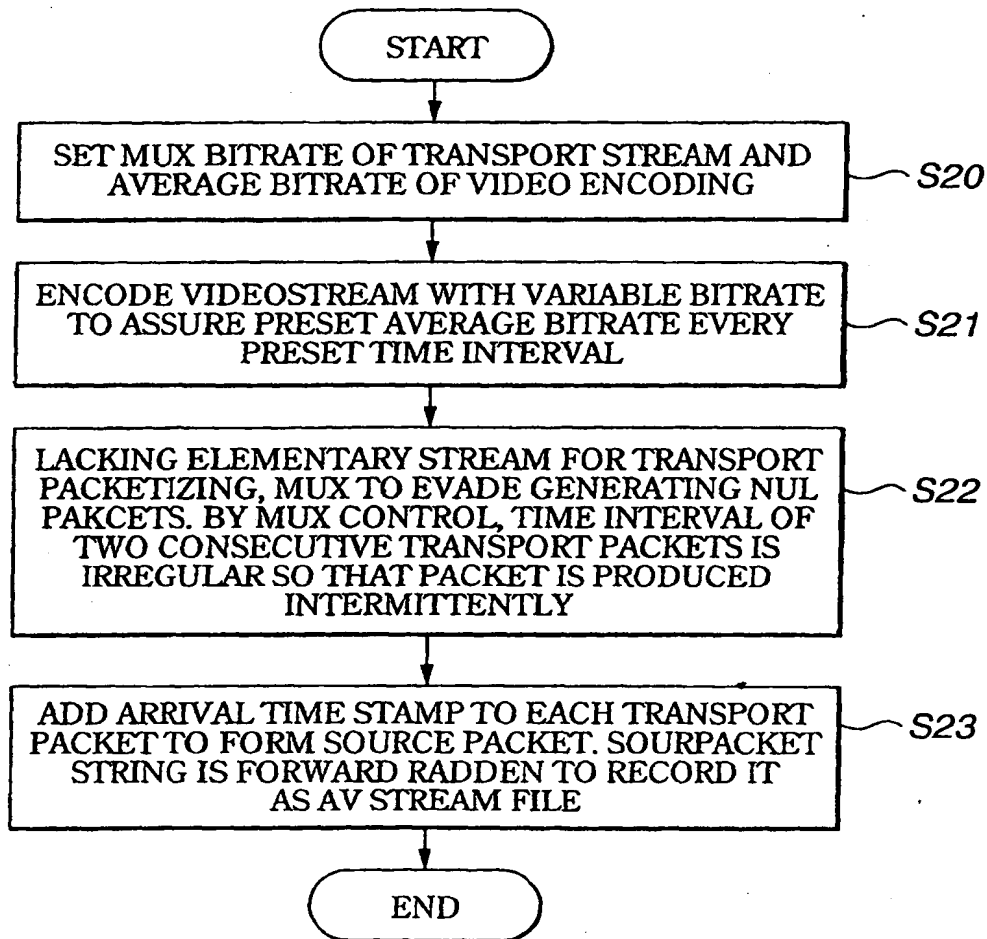 START
SET MUX BITRATE OF TRANSPORT STREAM AND
AVERAGE BITRATE OF VIDEO ENCODING
S20
ENCODE VIDEOSTREAM WITH VARIABLE BITRATE
TO ASSURE PRESET AVERAGE BITRATE EVERY
PRESET TIME INTERVAL
S21
LACKING ELEMENTARY STREAM FOR TRANSPORT
PACKETIZING, MUX TO EVADE GENERATING NUL
PAKCETS. BY MUX CONTROL, TIME INTERVAL OF
TWO CONSECUTIVE TRANSPORT PACKETS IS
IRREGULAR SO THAT PACKET IS PRODUCED
INTERMITTENTLY
S22
ADD ARRIVAL TIME STAMP TO EACH TRANSPORT
PACKET TO FORM SOURCE PACKET. SOURPACKET
STRING IS FORWARD RADDEN TO RECORD IT
AS AV STREAM FILE
S23
END